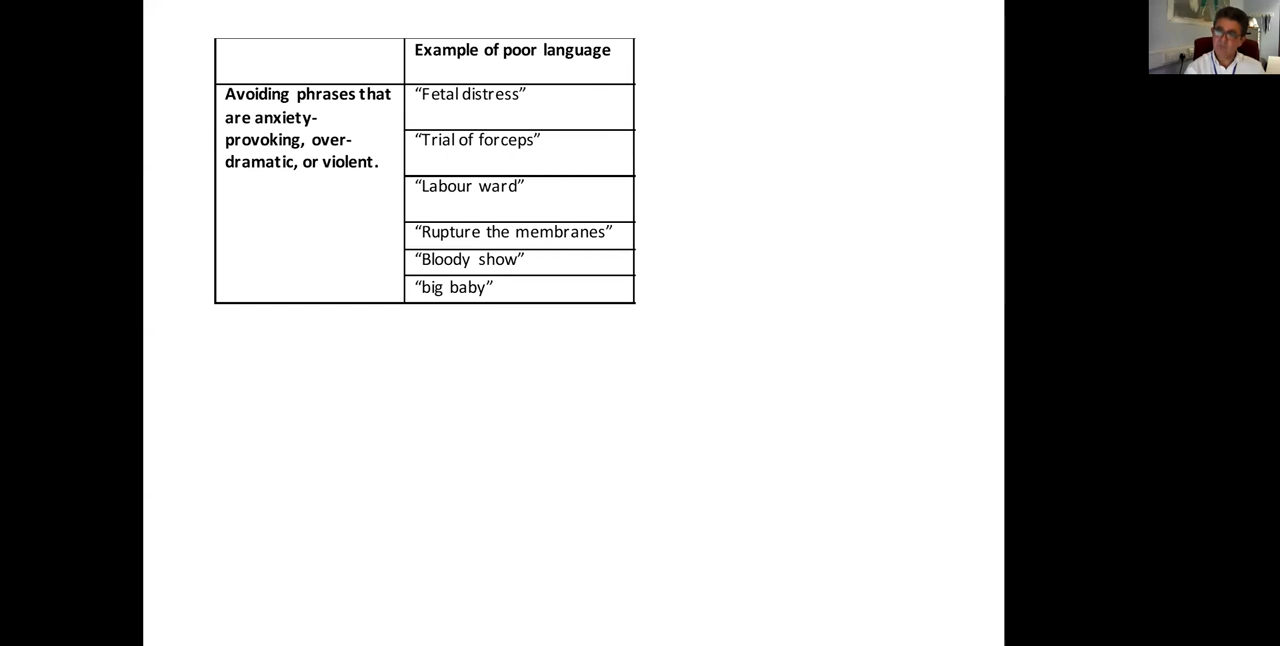 Example of poor language
Avoiding phrases that
are anxiety-
provoking, over-
dramatic, or violent.
“Fetal distress”
“Trial of forceps”
“Labour ward”
“Rupture the membranes”
“Bloody show”
“big baby”